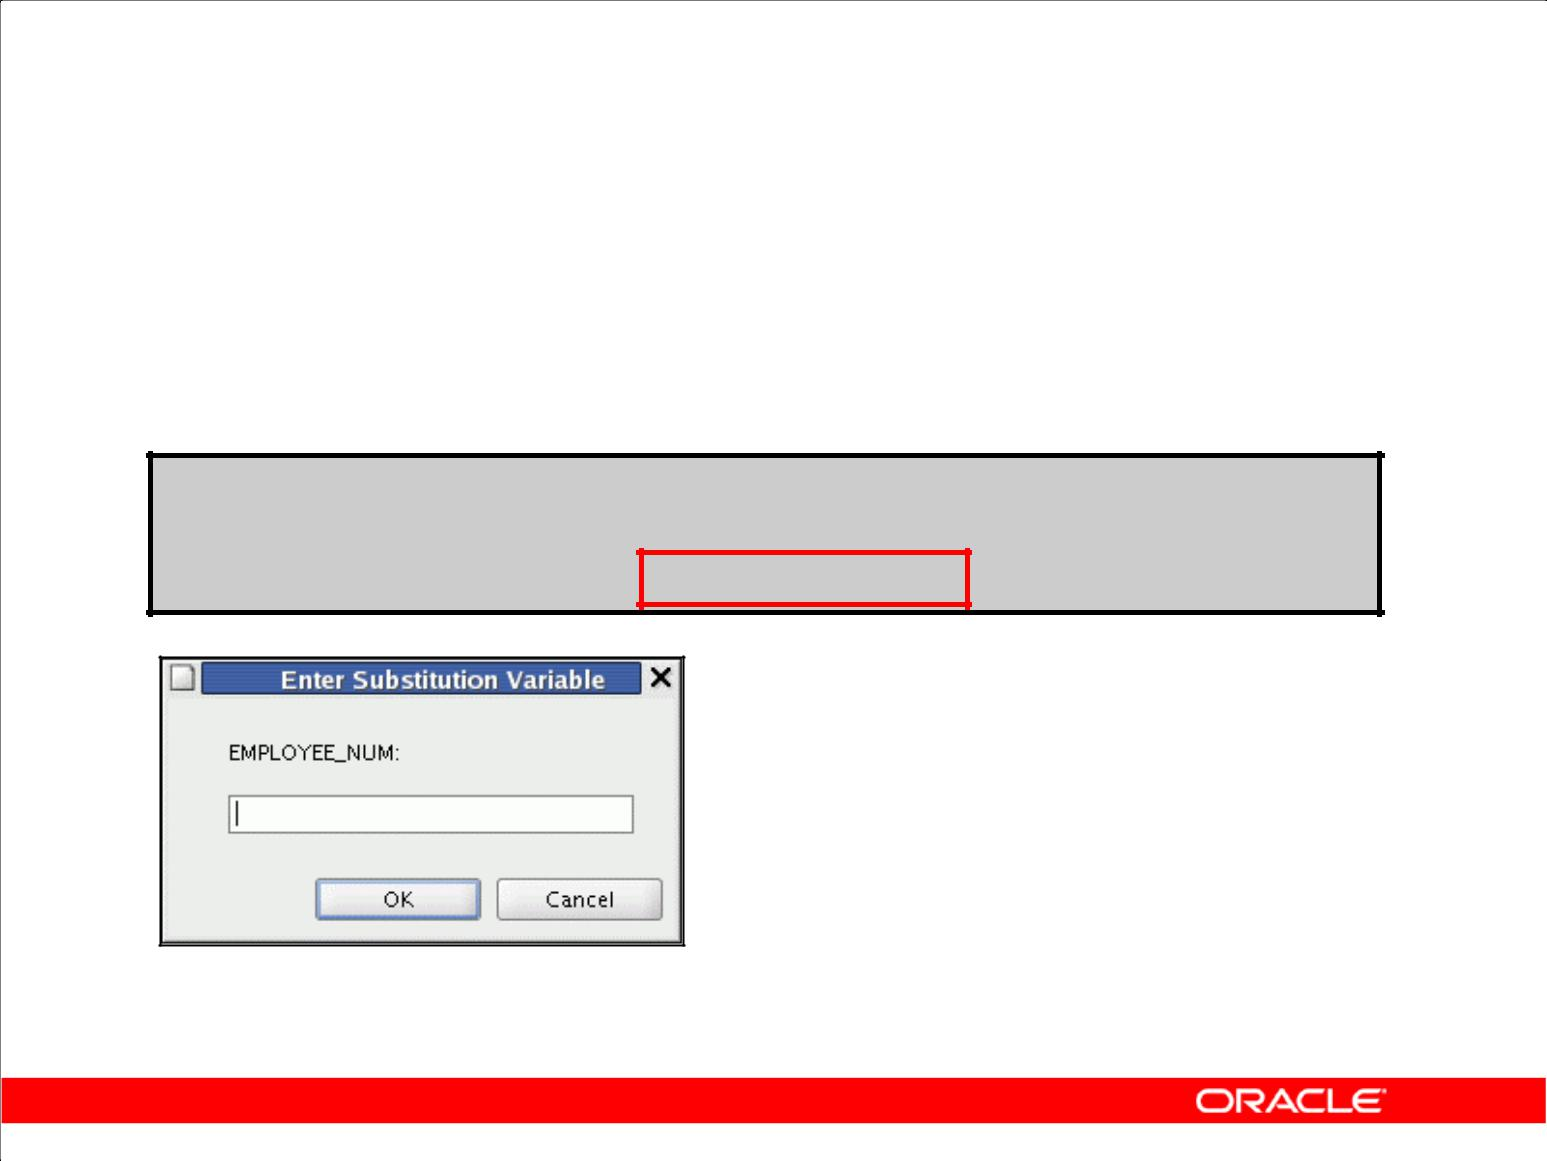 Enter Substitution Variable
EMPLOYEE_NUM:
OK
Cancel
ORACLE